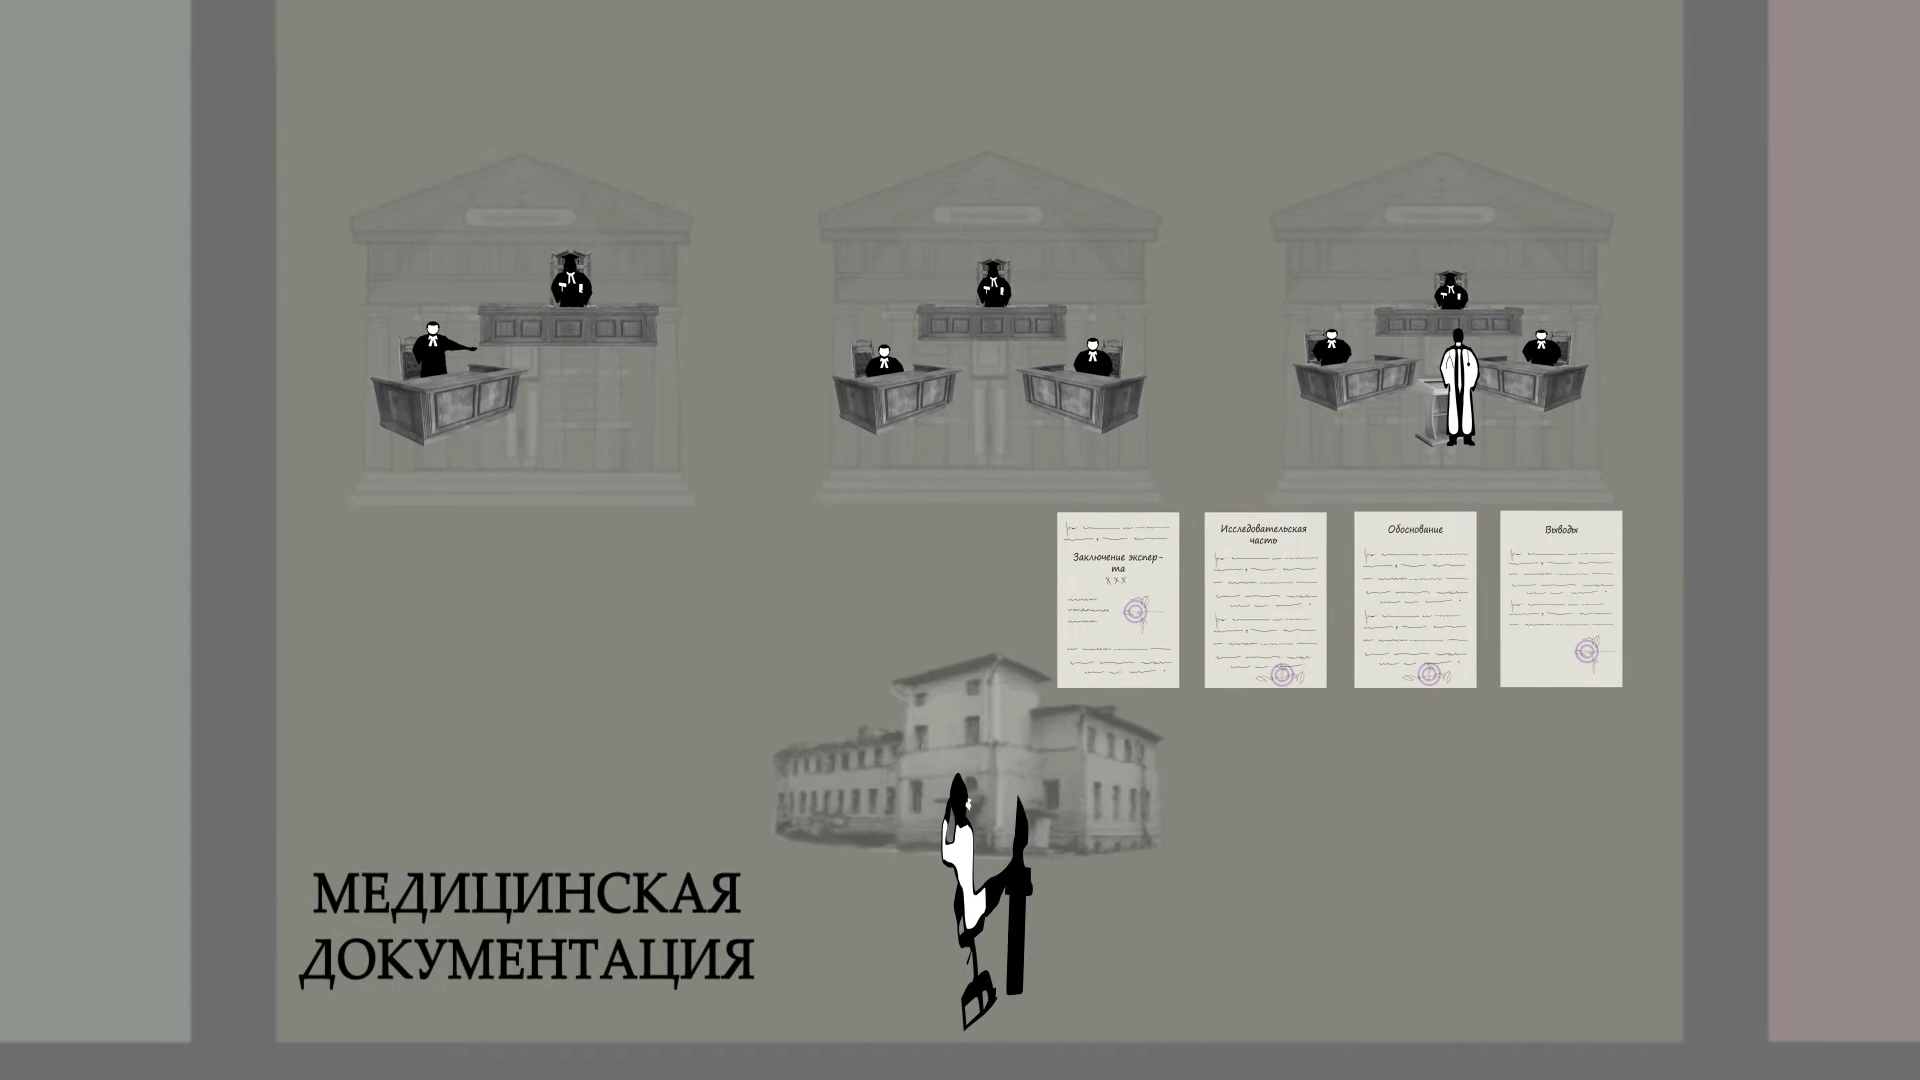 Заключение экспер-
та
х х х
Исследовательская
часть
Обоснование
Выводы
МЕДИЦИНСКАЯ
ДОКУМЕНТАЦИЯ